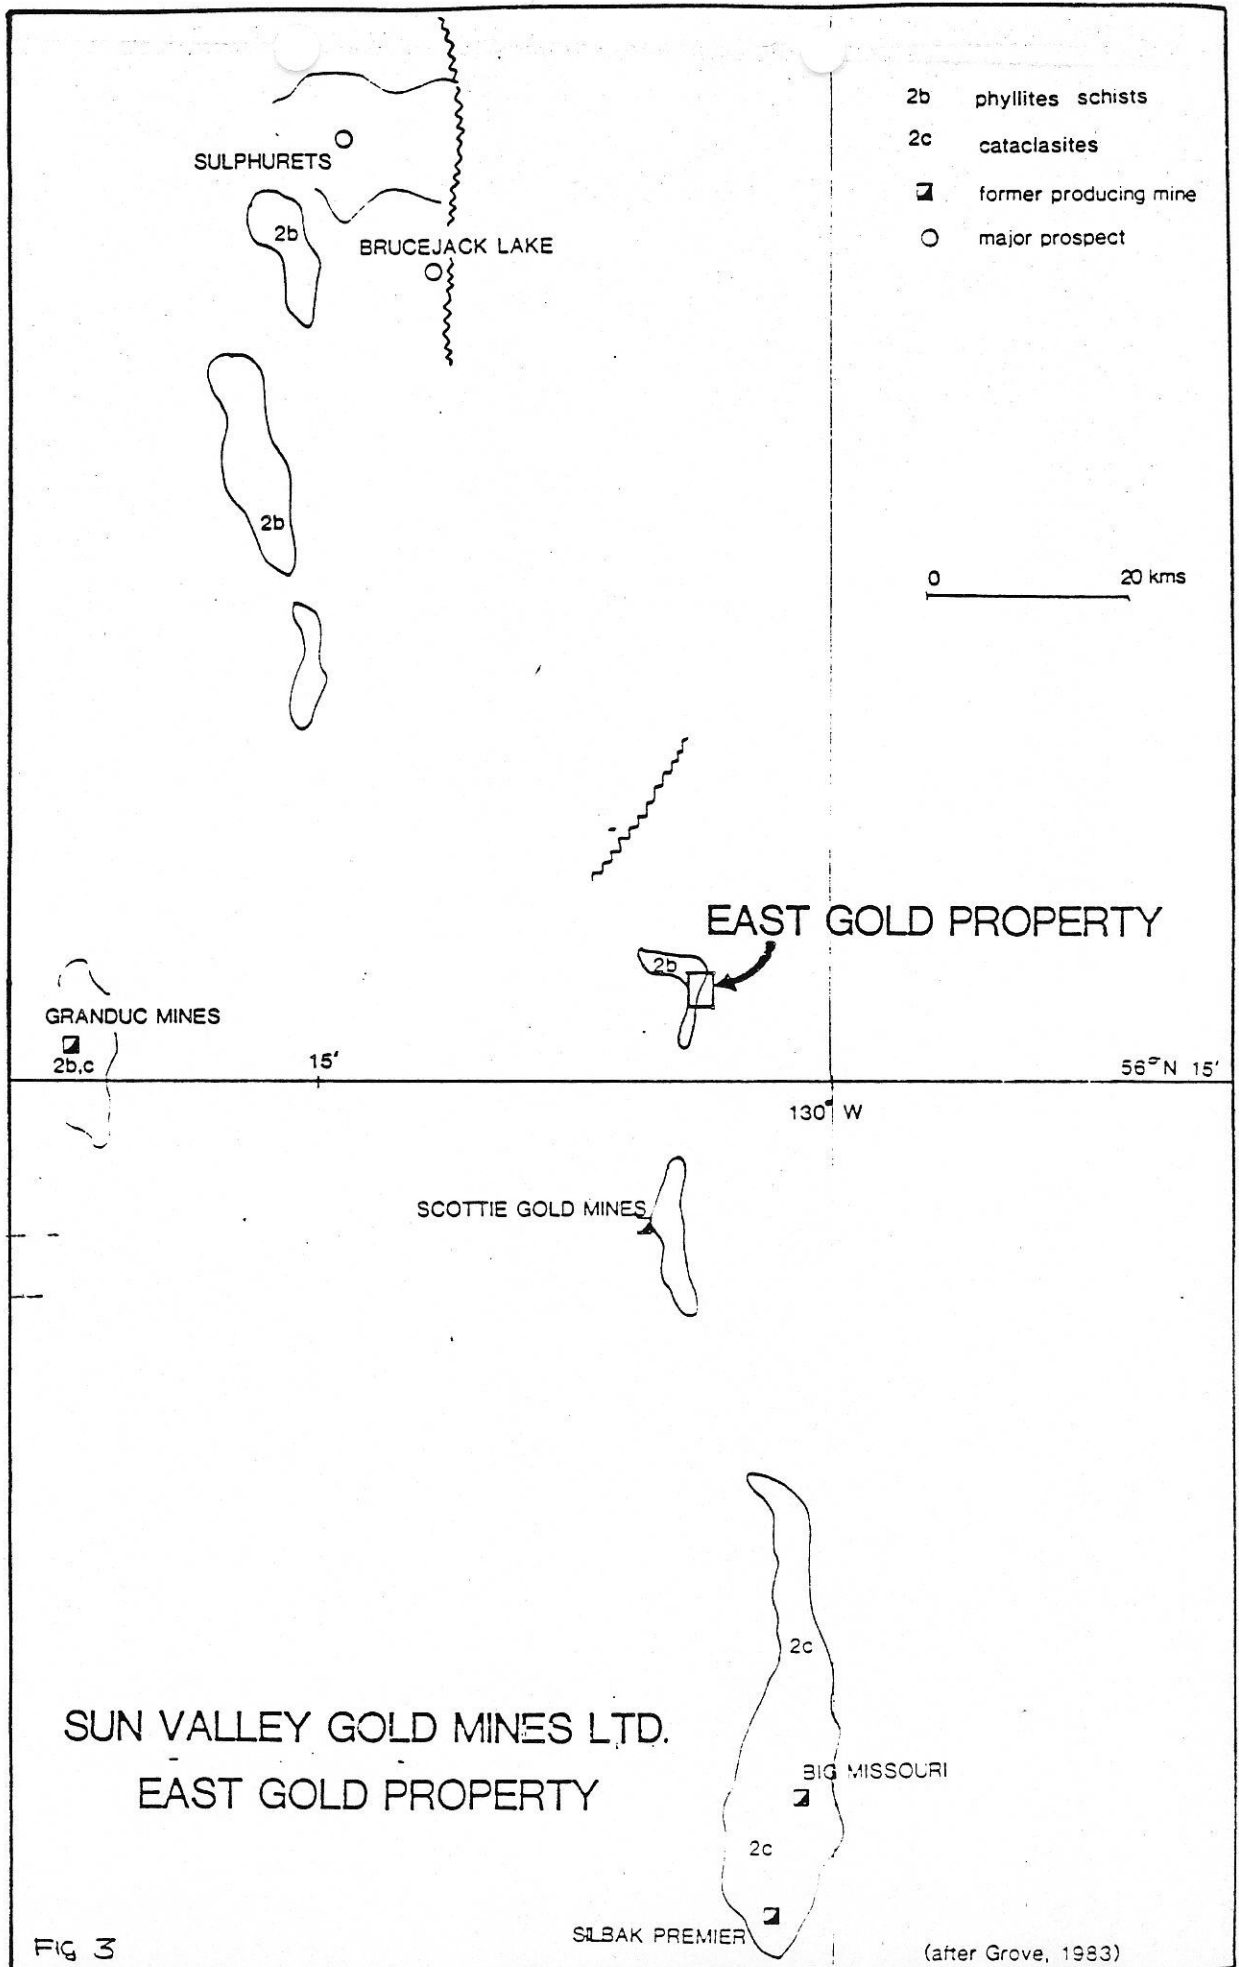 2b phyllites schists
2c cataclasites
former producing mine
major prospect
SULPHURETS
2b
BRUCEJACK LAKE
2b
0 20 kms
EAST GOLD PROPERTY
2b
GRANDUC MINES
2b,c
15'
56° N 15'
130° W
SCOTTIE GOLD MINES
2c
SUN VALLEY GOLD MINES LTD.
EAST GOLD PROPERTY
BIG MISSOURI
2c
SILBAK PREMIER
FIG 3
(after Grove, 1983)